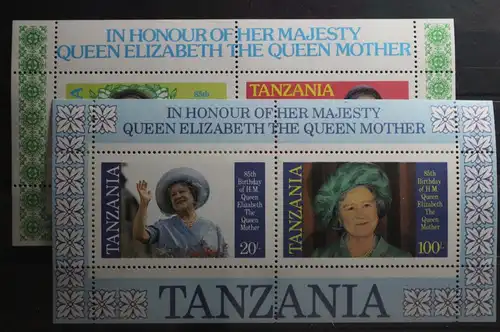 IN HONOUR OF HER MAJESTY
QUEEN ELIZABETH THE QUEEN MOTHER
85th
TANZANIA
IN HONOUR OF HER MAJESTY
QUEEN ELIZABETH THE QUEEN MOTHER
TANZANIA
85th
Birthday
of H.M.
Queen
Elizabeth
The
Queen
Mother
20/-
TANZANIA
85th
Birthday
of H.M.
Queen
Elizabeth
The
Queen
Mother
100/-
TANZANIA